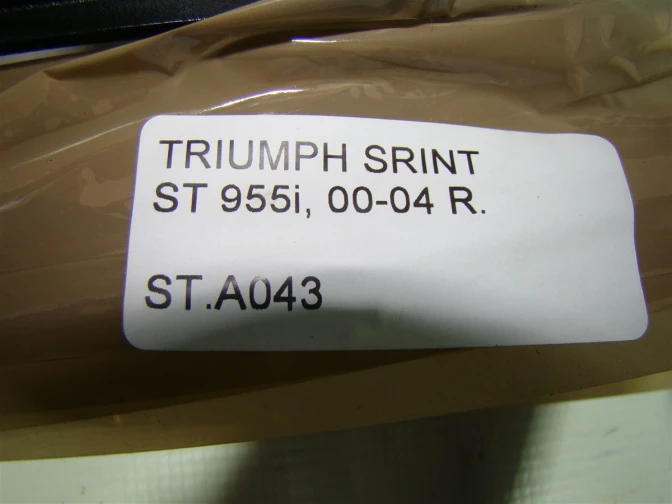 TRIUMPH SRINT
ST 955i, 00-04 R.
ST.A043